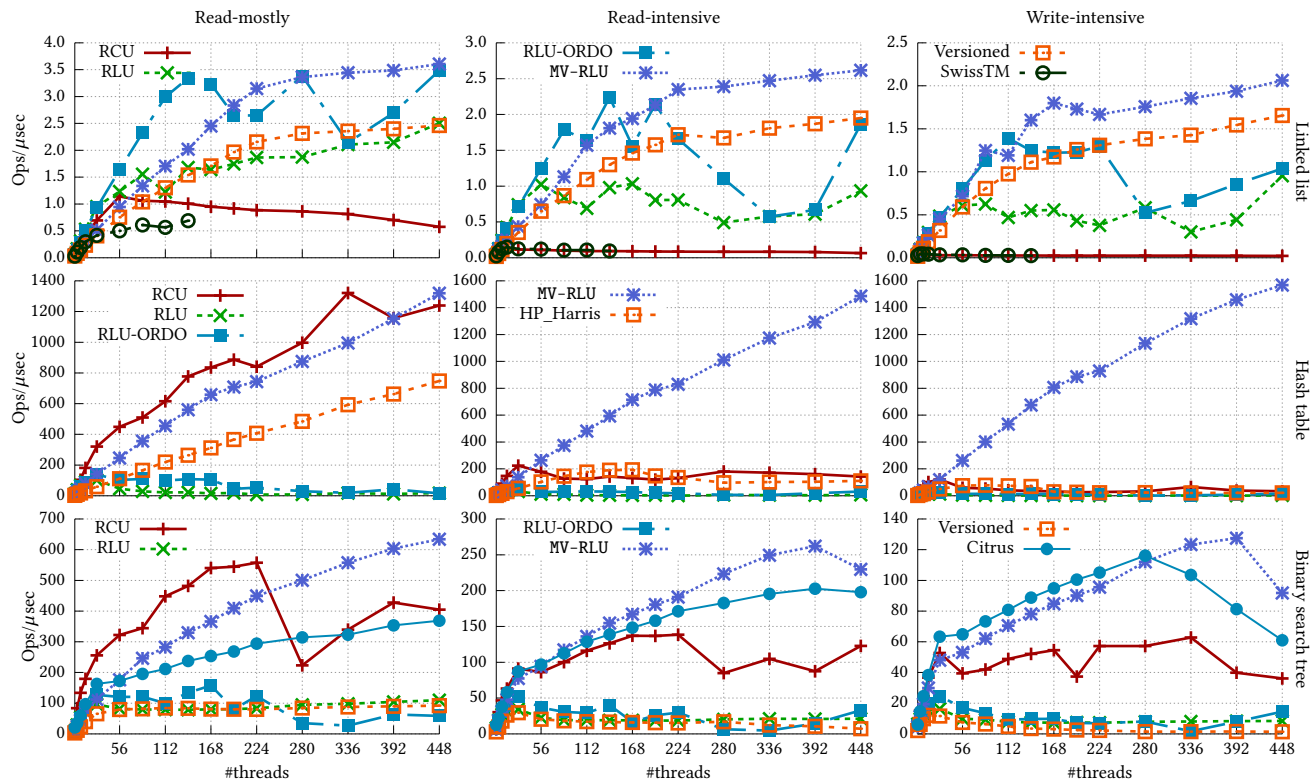 Read-mostly Read-intensive Write-intensive
4.0 3.5 3.0 2.5 2.0 1.5 1.0 0.5 0.0
Ops/μsec
RCU
RLU
3.0 2.5 2.0 1.5 1.0 0.5 0.0
RLU-ORDO
MV-RLU
2.5 2.0 1.5 1.0 0.5 0.0
Versioned
SwissTM
Linked list
1400 1200 1000 800 600 400 200 0
Ops/μsec
RCU
RLU
RLU-ORDO
1600 1400 1200 1000 800 600 400 200 0
MV-RLU
HP_Harris
1600 1400 1200 1000 800 600 400 200 0
Hash table
700 600 500 400 300 200 100 0
Ops/μsec
RCU
RLU
56 112 168 224 280 336 392 448
#threads
300 250 200 150 100 50 0
RLU-ORDO
MV-RLU
56 112 168 224 280 336 392 448
#threads
140 120 100 80 60 40 20 0
Versioned
Citrus
56 112 168 224 280 336 392 448
#threads
Binary search tree